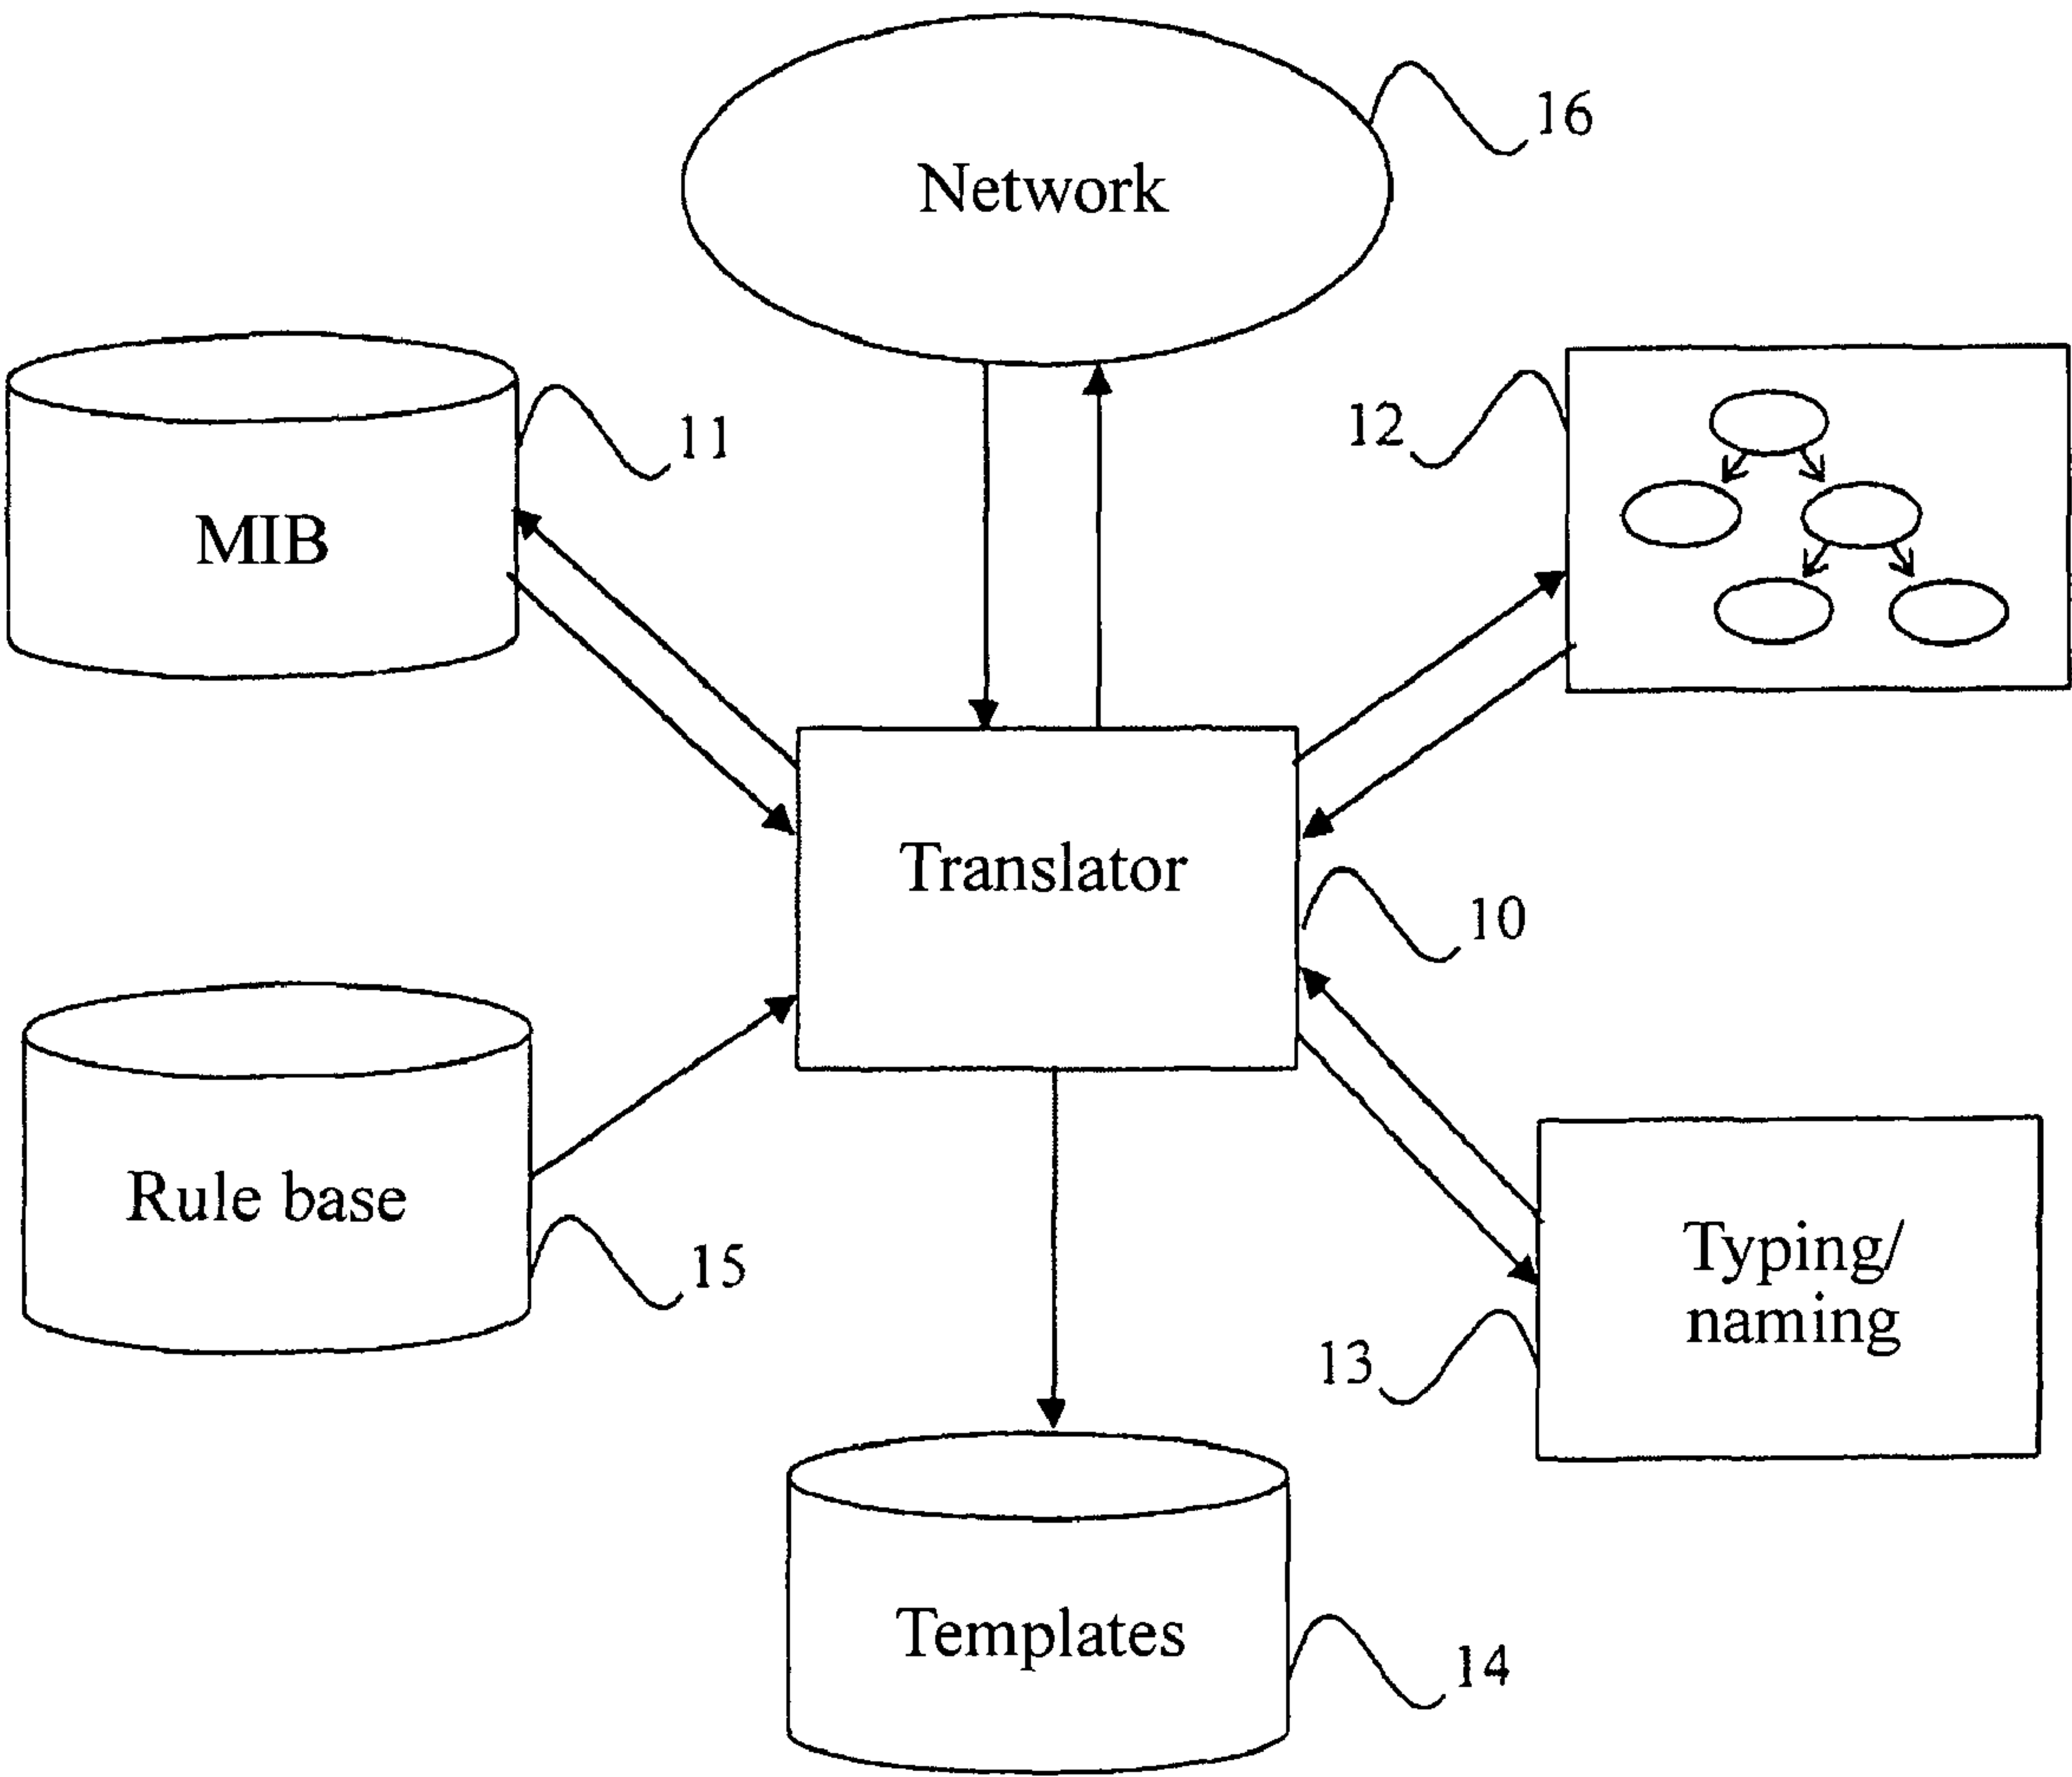 Network
16
MIB
11
12
Translator
10
Rule base
15
Typing/
naming
13
Templates
14